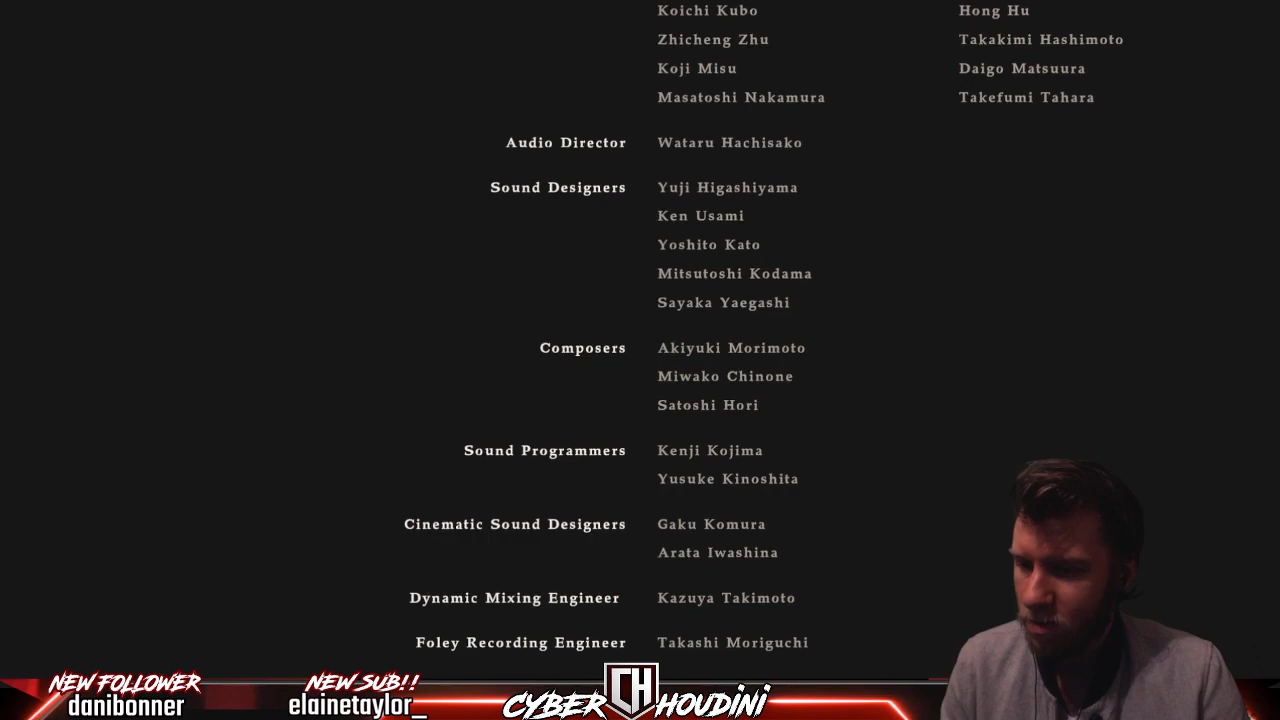 Koichi Kubo Hong Hu
Zhicheng Zhu Takakimi Hashimoto
Koji Misu Daigo Matsuura
Masatoshi Nakamura Takefumi Tahara
Audio Director Wataru Hachisako
Sound Designers Yuji Higashiyama
Ken Usami
Yoshito Kato
Mitsutoshi Kodama
Sayaka Yaegashi
Composers Akiyuki Morimoto
Miwako Chinone
Satoshi Hori
Sound Programmers Kenji Kojima
Yusuke Kinoshita
Cinematic Sound Designers Gaku Komura
Arata Iwashina
Dynamic Mixing Engineer Kazuya Takimoto
Foley Recording Engineer Takashi Moriguchi
NEW FOLLOWER NEW SUB!!
danibonner elainetaylor_ CYBER CH HOUDINI